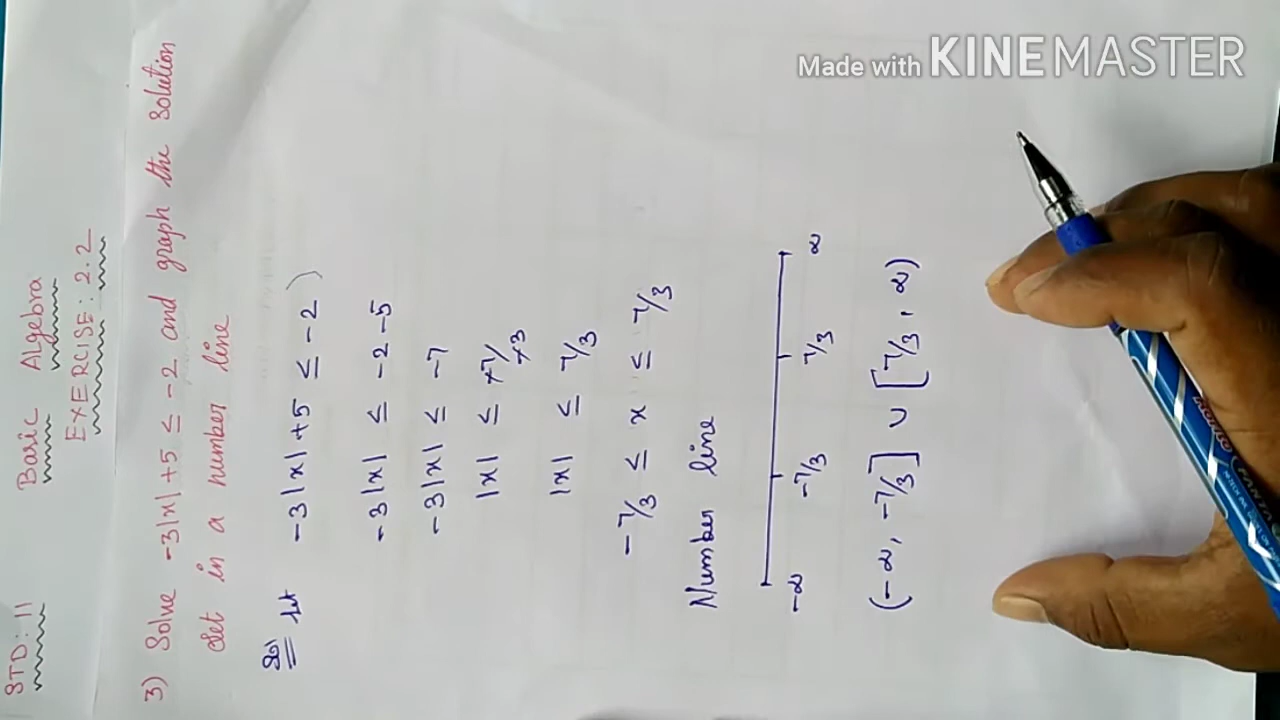 STD: 11 Basic Algebra
EXERCISE: 2.2
3) Solve -3|x|+5 ≤ -2 and graph the solution
set in a number line
Sol let -3|x|+5 ≤ -2
-3|x| ≤ -2-5
-3|x| ≤ -7
|x| ≤ +7/+3
|x| ≤ 7/3
-7/3 ≤ x ≤ 7/3
Number line
-∞ -7/3 7/3 ∞
(-∞, -7/3] ∪ [7/3, ∞)
Made with KINEMASTER